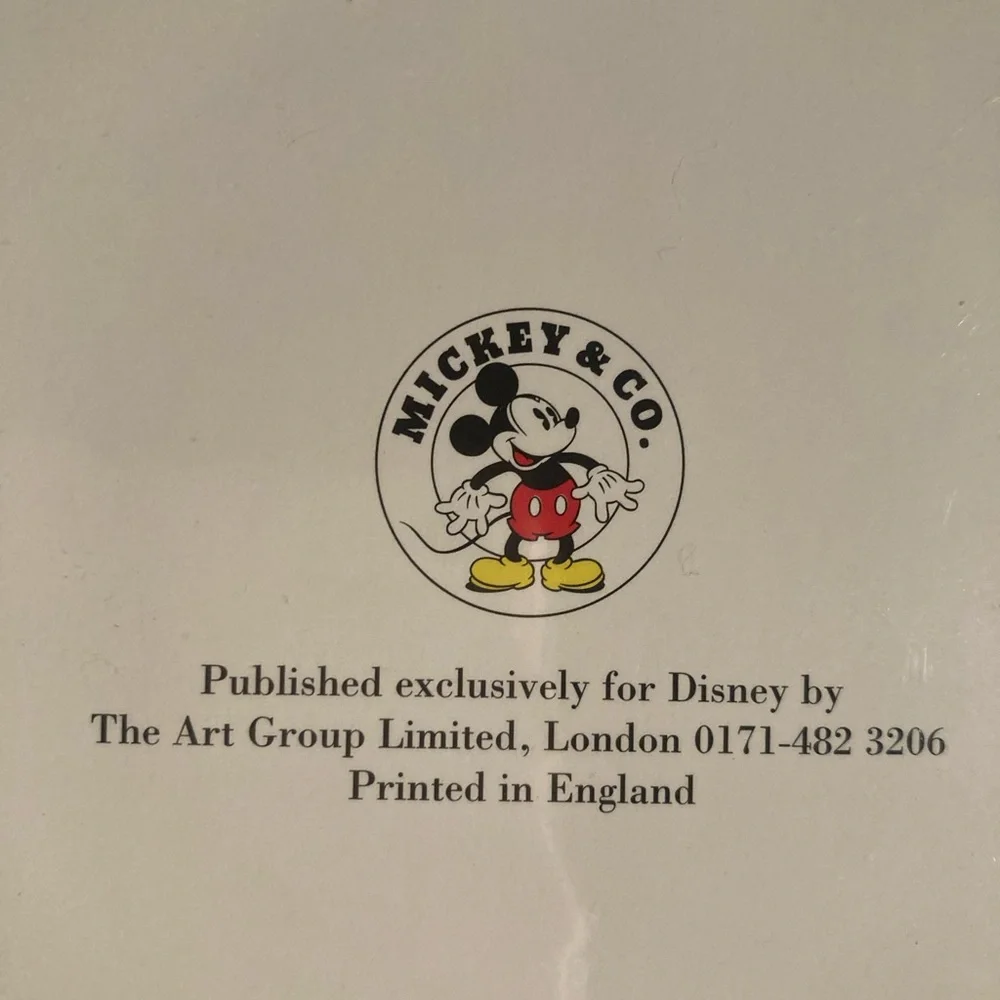 MICKEY & CO.
Published exclusively for Disney by
The Art Group Limited, London 0171-482 3206
Printed in England